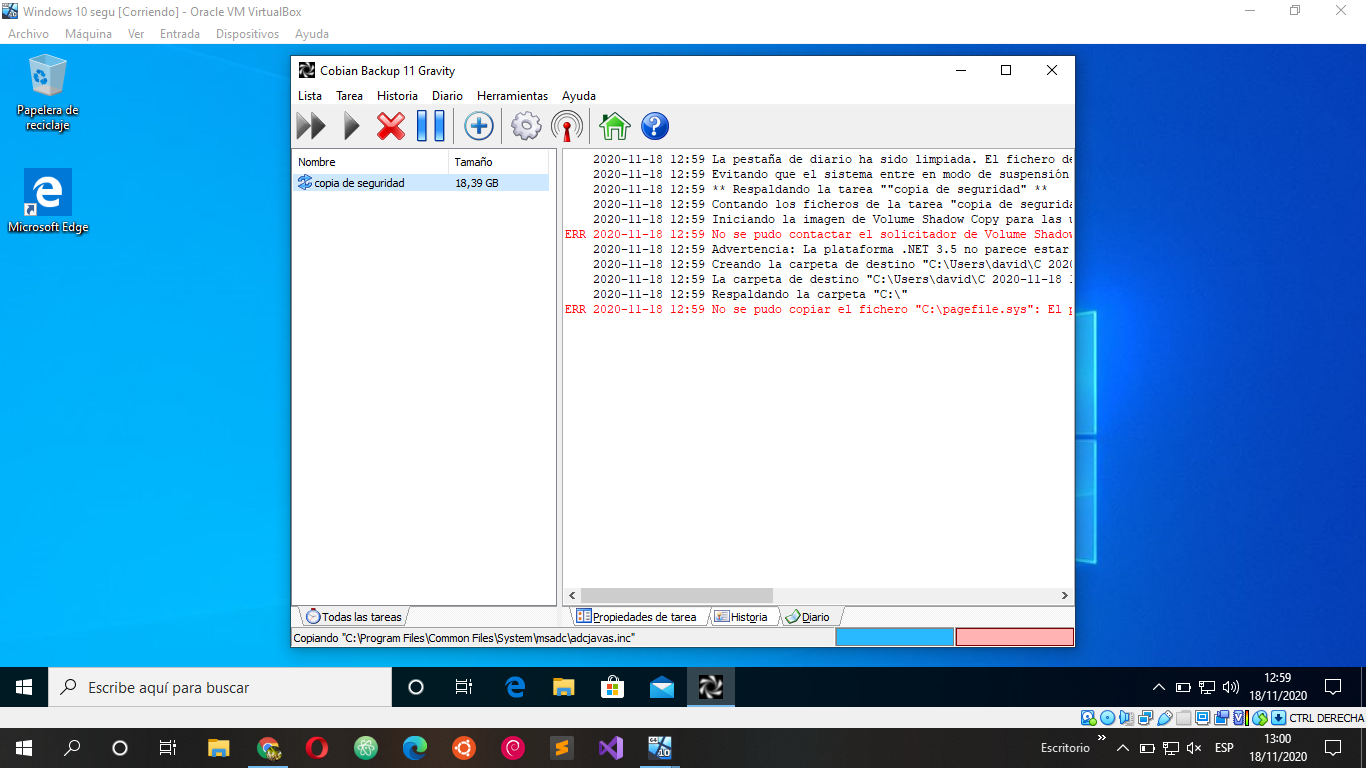 Windows 10 segu [Corriendo] - Oracle VM VirtualBox
Archivo Máquina Ver Entrada Dispositivos Ayuda
Papelera de
reciclaje
Microsoft Edge
Cobian Backup 11 Gravity
Lista Tarea Historia Diario Herramientas Ayuda
Nombre Tamaño
copia de seguridad 18,39 GB
2020-11-18 12:59 La pestaña de diario ha sido limpiada. El fichero de
2020-11-18 12:59 Evitando que el sistema entre en modo de suspensión
2020-11-18 12:59 ** Respaldando la tarea ""copia de seguridad" **
2020-11-18 12:59 Contando los ficheros de la tarea "copia de segurida
2020-11-18 12:59 Iniciando la imagen de Volume Shadow Copy para las u
ERR 2020-11-18 12:59 No se pudo contactar el solicitador de Volume Shadow
2020-11-18 12:59 Advertencia: La plataforma .NET 3.5 no parece estar
2020-11-18 12:59 Creando la carpeta de destino "C:\Users\david\C 2020
2020-11-18 12:59 La carpeta de destino "C:\Users\david\C 2020-11-18 1
2020-11-18 12:59 Respaldando la carpeta "C:\"
ERR 2020-11-18 12:59 No se pudo copiar el fichero "C:\pagefile.sys": El p
Todas las tareas
Propiedades de tarea Historia Diario
Copiando "C:\Program Files\Common Files\System\msadc\adcjavas.inc"
Escribe aquí para buscar
12:59
18/11/2020
CTRL DERECHA
Escritorio
ESP
13:00
18/11/2020